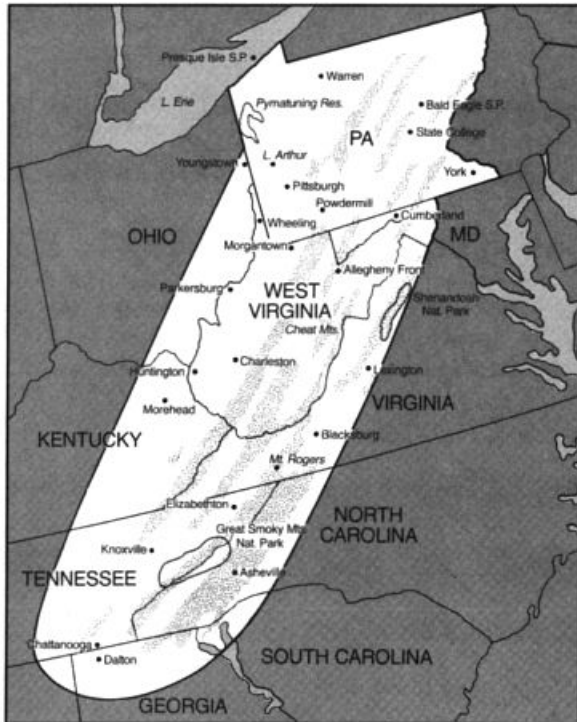 Presque Isle S.P.
Warren
L. Erie
Pymatuning Res.
Bald Eagle S.P.
PA
State College
Youngstown
L. Arthur
York
Pittsburgh
Powdermill
Cumberland
Wheeling
OHIO
MD
Morgantown
Allegheny Front
WEST
VIRGINIA
Parkersburg
Shenandoah
Nat. Park
Cheat Mts.
Charleston
Huntington
Lexington
VIRGINIA
Morehead
KENTUCKY
Blacksburg
Mt. Rogers
Elizabethton
NORTH
CAROLINA
Great Smoky Mts.
Nat. Park
Knoxville
TENNESSEE
Asheville
Chattanooga
SOUTH CAROLINA
Dalton
GEORGIA